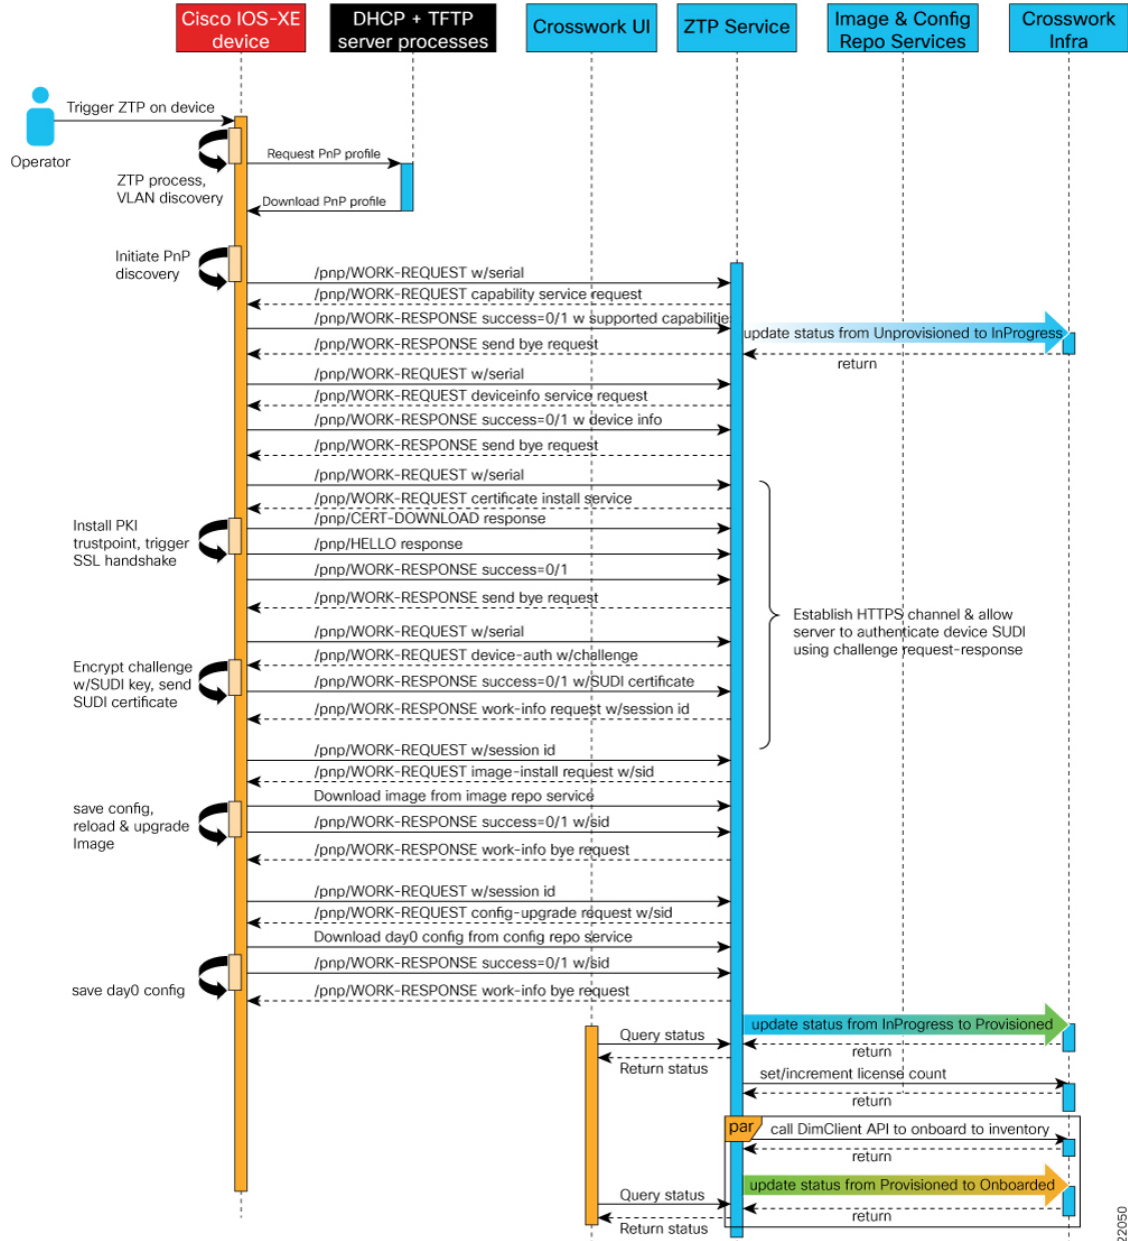 Cisco IOS-XE
device
DHCP + TFTP
server processes
Crosswork UI
ZTP Service
Image & Config
Repo Services
Crosswork
Infra
Trigger ZTP on device
Operator
Request PnP profile
ZTP process,
VLAN discovery
Download PnP profile
Initiate PnP
discovery
/pnp/WORK-REQUEST w/serial
/pnp/WORK-REQUEST capability service request
/pnp/WORK-RESPONSE success=0/1 w supported capabilitie
update status from Unprovisioned to InProgress
/pnp/WORK-RESPONSE send bye request
return
/pnp/WORK-REQUEST w/serial
/pnp/WORK-REQUEST deviceinfo service request
/pnp/WORK-RESPONSE success=0/1 w device info
/pnp/WORK-RESPONSE send bye request
/pnp/WORK-REQUEST w/serial
/pnp/WORK-REQUEST certificate install service
Install PKI
trustpoint, trigger
SSL handshake
/pnp/CERT-DOWNLOAD response
/pnp/HELLO response
/pnp/WORK-RESPONSE success=0/1
/pnp/WORK-RESPONSE send bye request
Establish HTTPS channel & allow
server to authenticate device SUDI
using challenge request-response
/pnp/WORK-REQUEST w/serial
/pnp/WORK-REQUEST device-auth w/challenge
Encrypt challenge
w/SUDI key, send
SUDI certificate
/pnp/WORK-RESPONSE success=0/1 w/SUDI certificate
/pnp/WORK-RESPONSE work-info request w/session id
/pnp/WORK-REQUEST w/session id
/pnp/WORK-REQUEST image-install request w/sid
Download image from image repo service
save config,
reload & upgrade
Image
/pnp/WORK-RESPONSE success=0/1 w/sid
/pnp/WORK-RESPONSE work-info bye request
/pnp/WORK-REQUEST w/session id
/pnp/WORK-REQUEST config-upgrade request w/sid
Download day0 config from config repo service
/pnp/WORK-RESPONSE success=0/1 w/sid
save day0 config
/pnp/WORK-RESPONSE work-info bye request
update status from InProgress to Provisioned
Query status
return
Return status
set/increment license count
return
par
call DimClient API to onboard to inventory
return
update status from Provisioned to Onboarded
Query status
return
Return status
22050